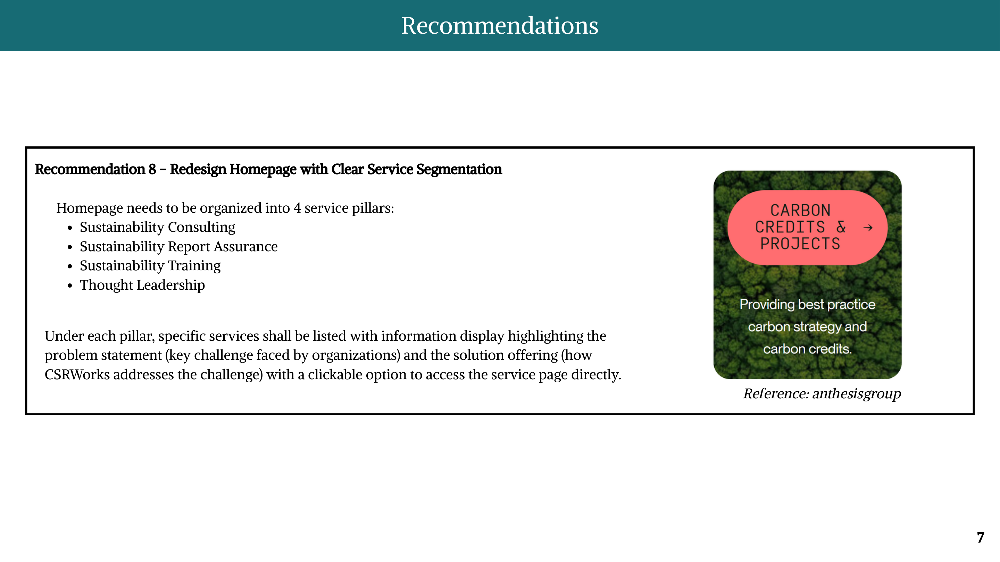 Recommendations
Recommendation 8 – Redesign Homepage with Clear Service Segmentation
Homepage needs to be organized into 4 service pillars:
• Sustainability Consulting
• Sustainability Report Assurance
• Sustainability Training
• Thought Leadership
Under each pillar, specific services shall be listed with information display highlighting the
problem statement (key challenge faced by organizations) and the solution offering (how
CSRWorks addresses the challenge) with a clickable option to access the service page directly.
CARBON
CREDITS & →
PROJECTS
Providing best practice
carbon strategy and
carbon credits.
Reference: anthesisgroup
7